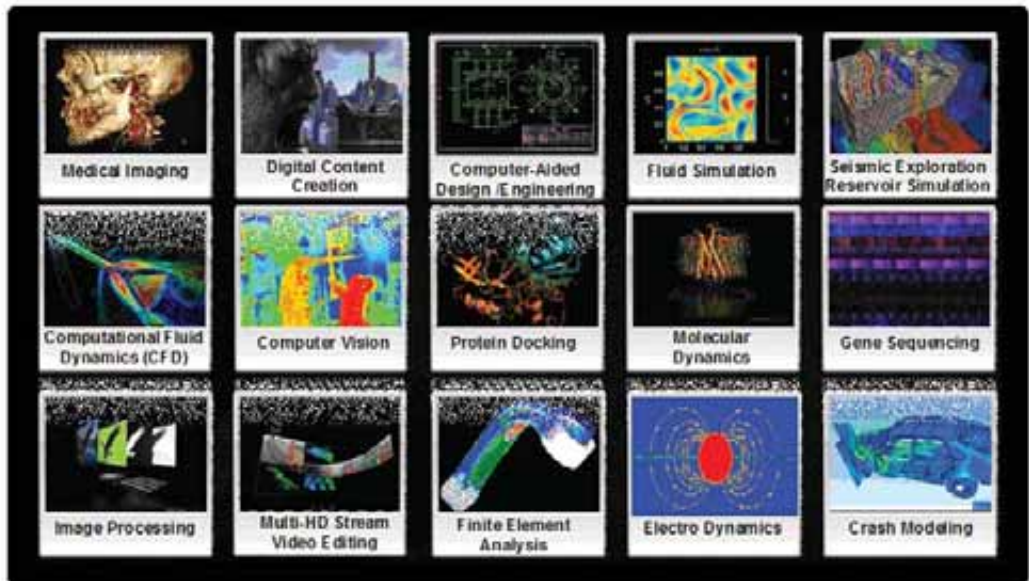 Medical Imaging
Digital Content
Creation
Computer-Aided
Design /Engineering
Fluid Simulation
Seismic Exploration
Reservoir Simulation
Computational Fluid
Dynamics (CFD)
Computer Vision
Protein Docking
Molecular
Dynamics
Gene Sequencing
Image Processing
Multi-HD Stream
Video Editing
Finite Element
Analysis
Electro Dynamics
Crash Modeling